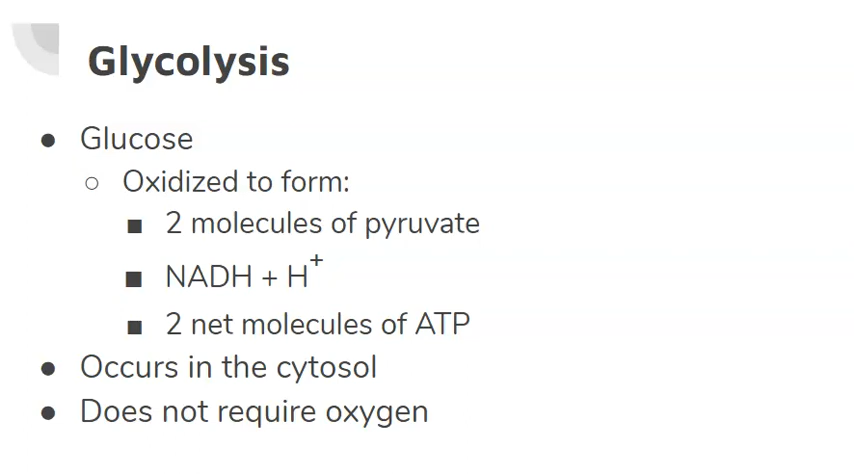 Glycolysis
● Glucose
○ Oxidized to form:
■ 2 molecules of pyruvate
■ NADH + H⁺
■ 2 net molecules of ATP
● Occurs in the cytosol
● Does not require oxygen